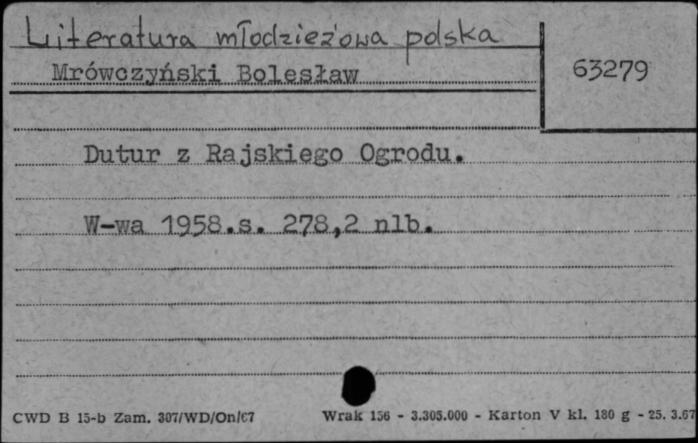 Literatura młodzieżowa polska
Mrówczyński Bolesław
63279
Dutur z Rajskiego Ogrodu.
W-wa 1958.s. 278,2 nlb.
CWD B 15-b Zam. 307/WD/On/67 Wrak 156 - 3.305.000 - Karton V kl. 180 g - 25. 3.67